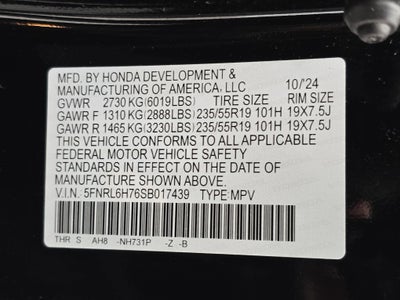 MFD. BY HONDA DEVELOPMENT &
MANUFACTURING OF AMERICA, LLC 10/'24
GVWR 2730 KG(6019LBS) TIRE SIZE RIM SIZE
GAWR F 1310 KG(2888LBS) 235/55R19 101H 19X7.5J
GAWR R 1465 KG(3230LBS) 235/55R19 101H 19X7.5J
THIS VEHICLE CONFORMS TO ALL APPLICABLE
FEDERAL MOTOR VEHICLE SAFETY
STANDARDS IN EFFECT ON THE DATE OF
MANUFACTURE SHOWN ABOVE.
V.I.N. 5FNRL6H76SB017439 TYPE:MPV
THR S AH8 -NH731P -Z -B